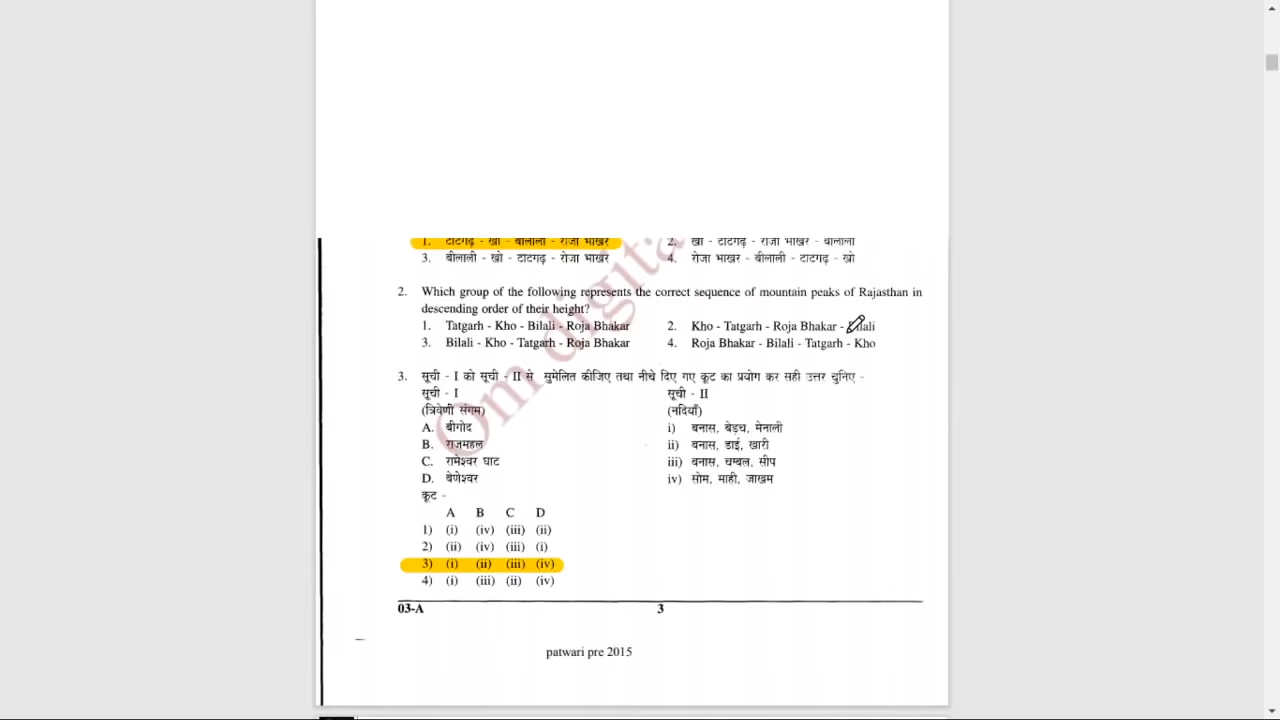 1. टाटगढ़ - खो - बीलाली - रोजा भाखर 2. खो - टाटगढ़ - रोजा भाखर - बीलाली
3. बीलाली - खो - टाटगढ़ - रोजा भाखर 4. रोजा भाखर - बीलाली - टाटगढ़ - खो
2. Which group of the following represents the correct sequence of mountain peaks of Rajasthan in
descending order of their height?
1. Tatgarh - Kho - Bilali - Roja Bhakar 2. Kho - Tatgarh - Roja Bhakar -
3. Bilali - Kho - Tatgarh - Roja Bhakar 4. Roja Bhakar - Bilali - Tatgarh - Kho
3. सूची - I को सूची - II से सुमेलित कीजिए तथा नीचे दिए गए कूट का प्रयोग कर सही उत्तर चुनिए -
सूची - I सूची - II
(त्रिवेणी संगम) (नदियाँ)
A. बीगोद i) बनास, बेड़च, मेनाली
B. राजमहल ii) बनास, डाई, खारी
C. रामेश्वर घाट iii) बनास, चम्बल, सीप
D. बेणेश्वर iv) सोम, माही, जाखम
कूट -
A B C D
1) (i) (iv) (iii) (ii)
2) (ii) (iv) (iii) (i)
3) (i) (ii) (iii) (iv)
4) (i) (iii) (ii) (iv)
03-A 3
patwari pre 2015
Om digita